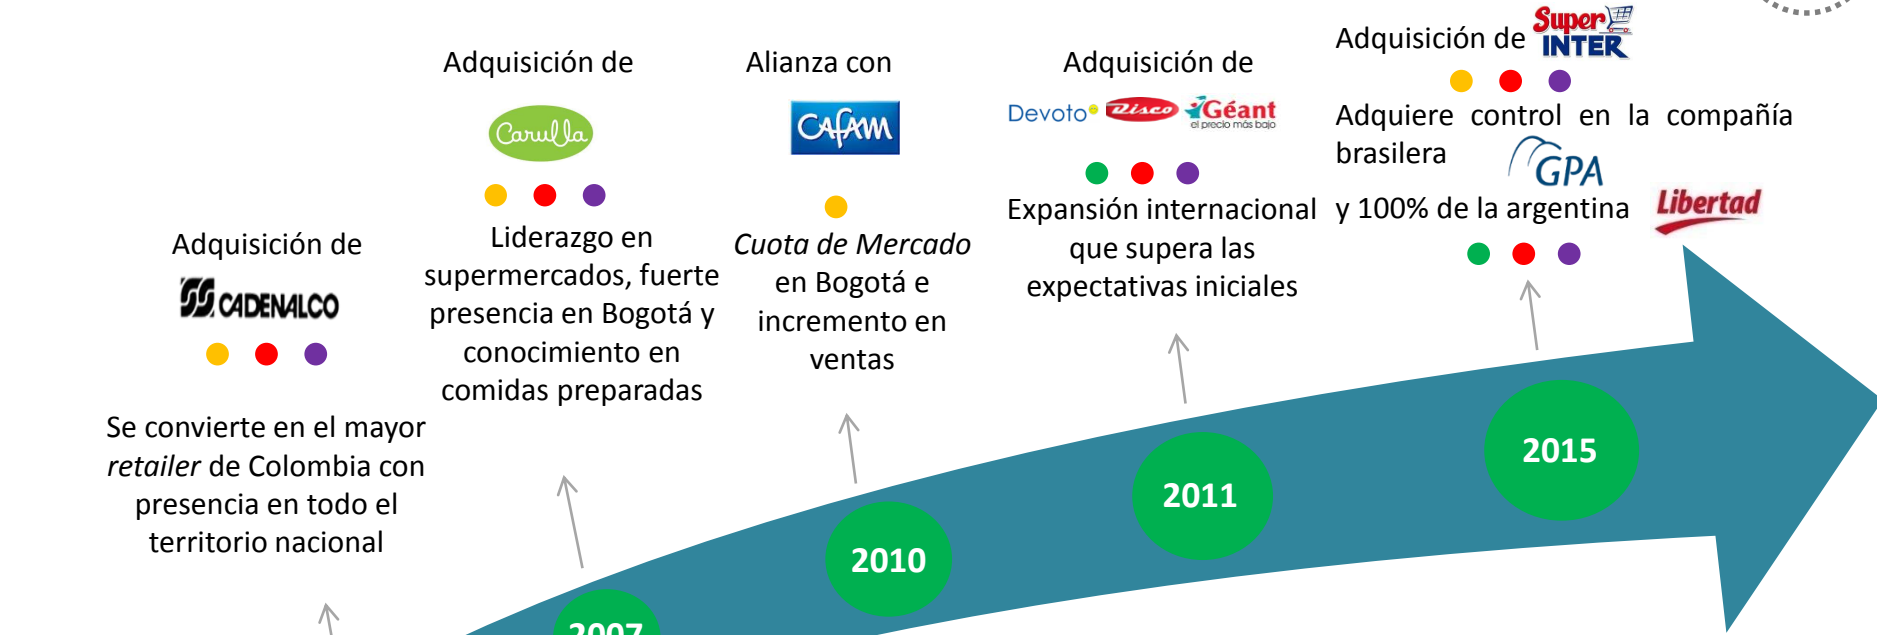 Adquisición de
CADENALCO
Se convierte en el mayor
retailer de Colombia con
presencia en todo el
territorio nacional
Adquisición de
Carulla
Liderazgo en
supermercados, fuerte
presencia en Bogotá y
conocimiento en
comidas preparadas
2007
Alianza con
CAFAM
Cuota de Mercado
en Bogotá e
incremento en
ventas
2010
Adquisición de
Devoto Disco Géant
el precio más bajo
Expansión internacional
que supera las
expectativas iniciales
2011
Adquisición de Super
INTER
Adquiere control en la compañía
brasilera GPA
y 100% de la argentina Libertad
2015